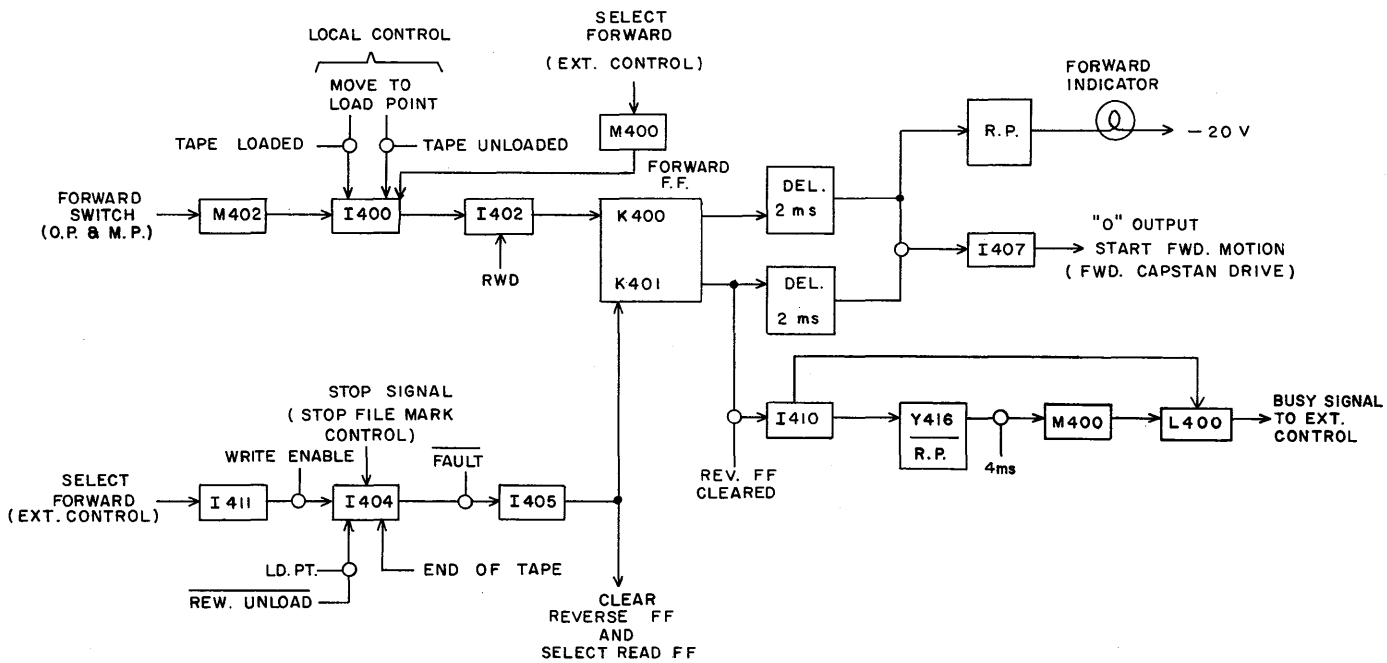 SELECT
FORWARD
(EXT. CONTROL)
LOCAL CONTROL
MOVE TO
LOAD POINT
TAPE LOADED
TAPE UNLOADED
M400
FORWARD
INDICATOR
R.P.
-20 V
FORWARD
SWITCH
(O.P. & M.P.)
M402
I400
I402
RWD
FORWARD
F.F.
K400
K401
DEL.
2 ms
DEL.
2 ms
I407
"O" OUTPUT
START FWD. MOTION
(FWD. CAPSTAN DRIVE)
STOP SIGNAL
(STOP FILE MARK
CONTROL)
WRITE ENABLE
FAULT
SELECT
FORWARD
(EXT. CONTROL)
I411
I404
I405
LD. PT.
REW. UNLOAD
END OF TAPE
CLEAR
REVERSE FF
AND
SELECT READ FF
REV. FF
CLEARED
I410
Y416
R.P.
4ms
M400
L400
BUSY SIGNAL
TO EXT.
CONTROL